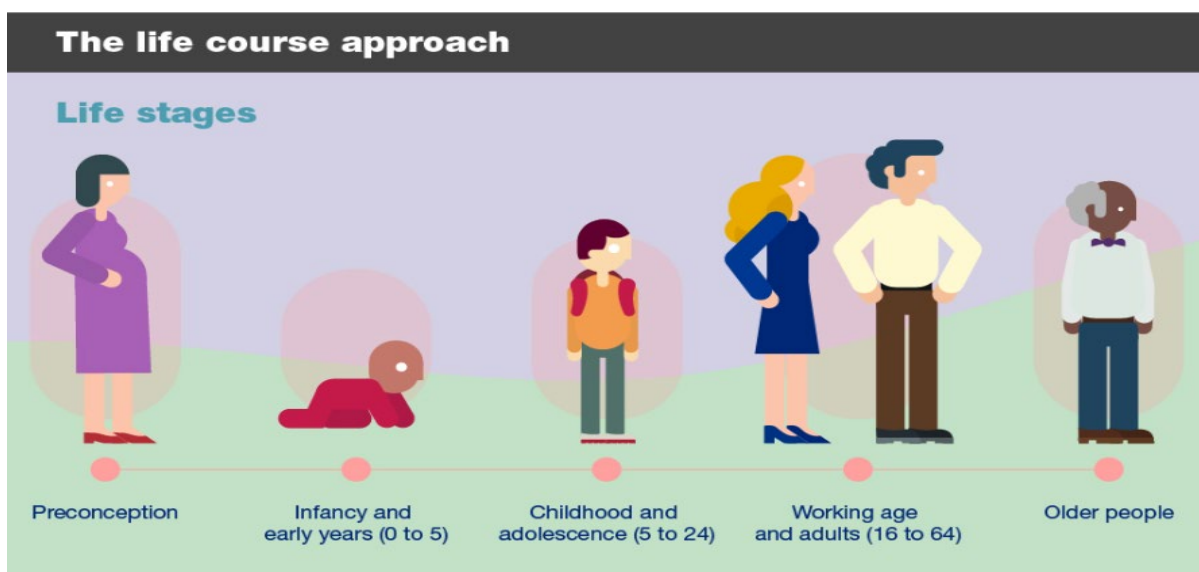 The life course approach
Life stages
Preconception
Infancy and
early years (0 to 5)
Childhood and
adolescence (5 to 24)
Working age
and adults (16 to 64)
Older people